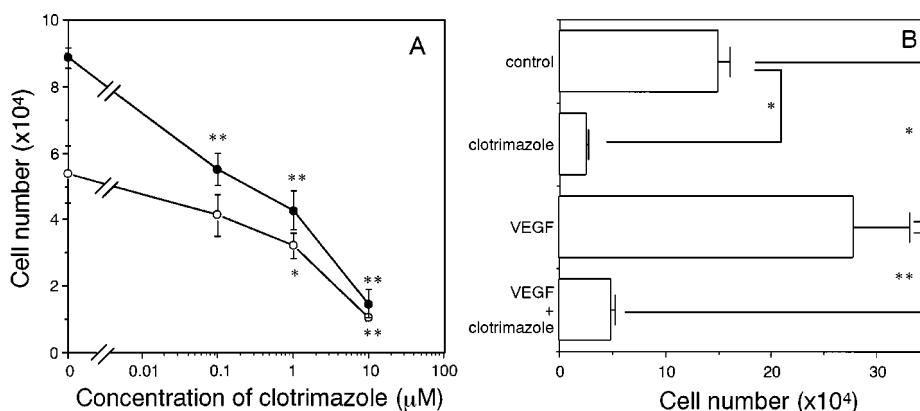 A
10
8
6
4
2
0
Cell number (x10⁴)
**
**
*
**
**
0 0.01 0.1 1 10 100
Concentration of clotrimazole (μM)
B
control
clotrimazole
VEGF
VEGF
+
clotrimazole
*
*
**
0 10 20 30
Cell number (x10⁴)